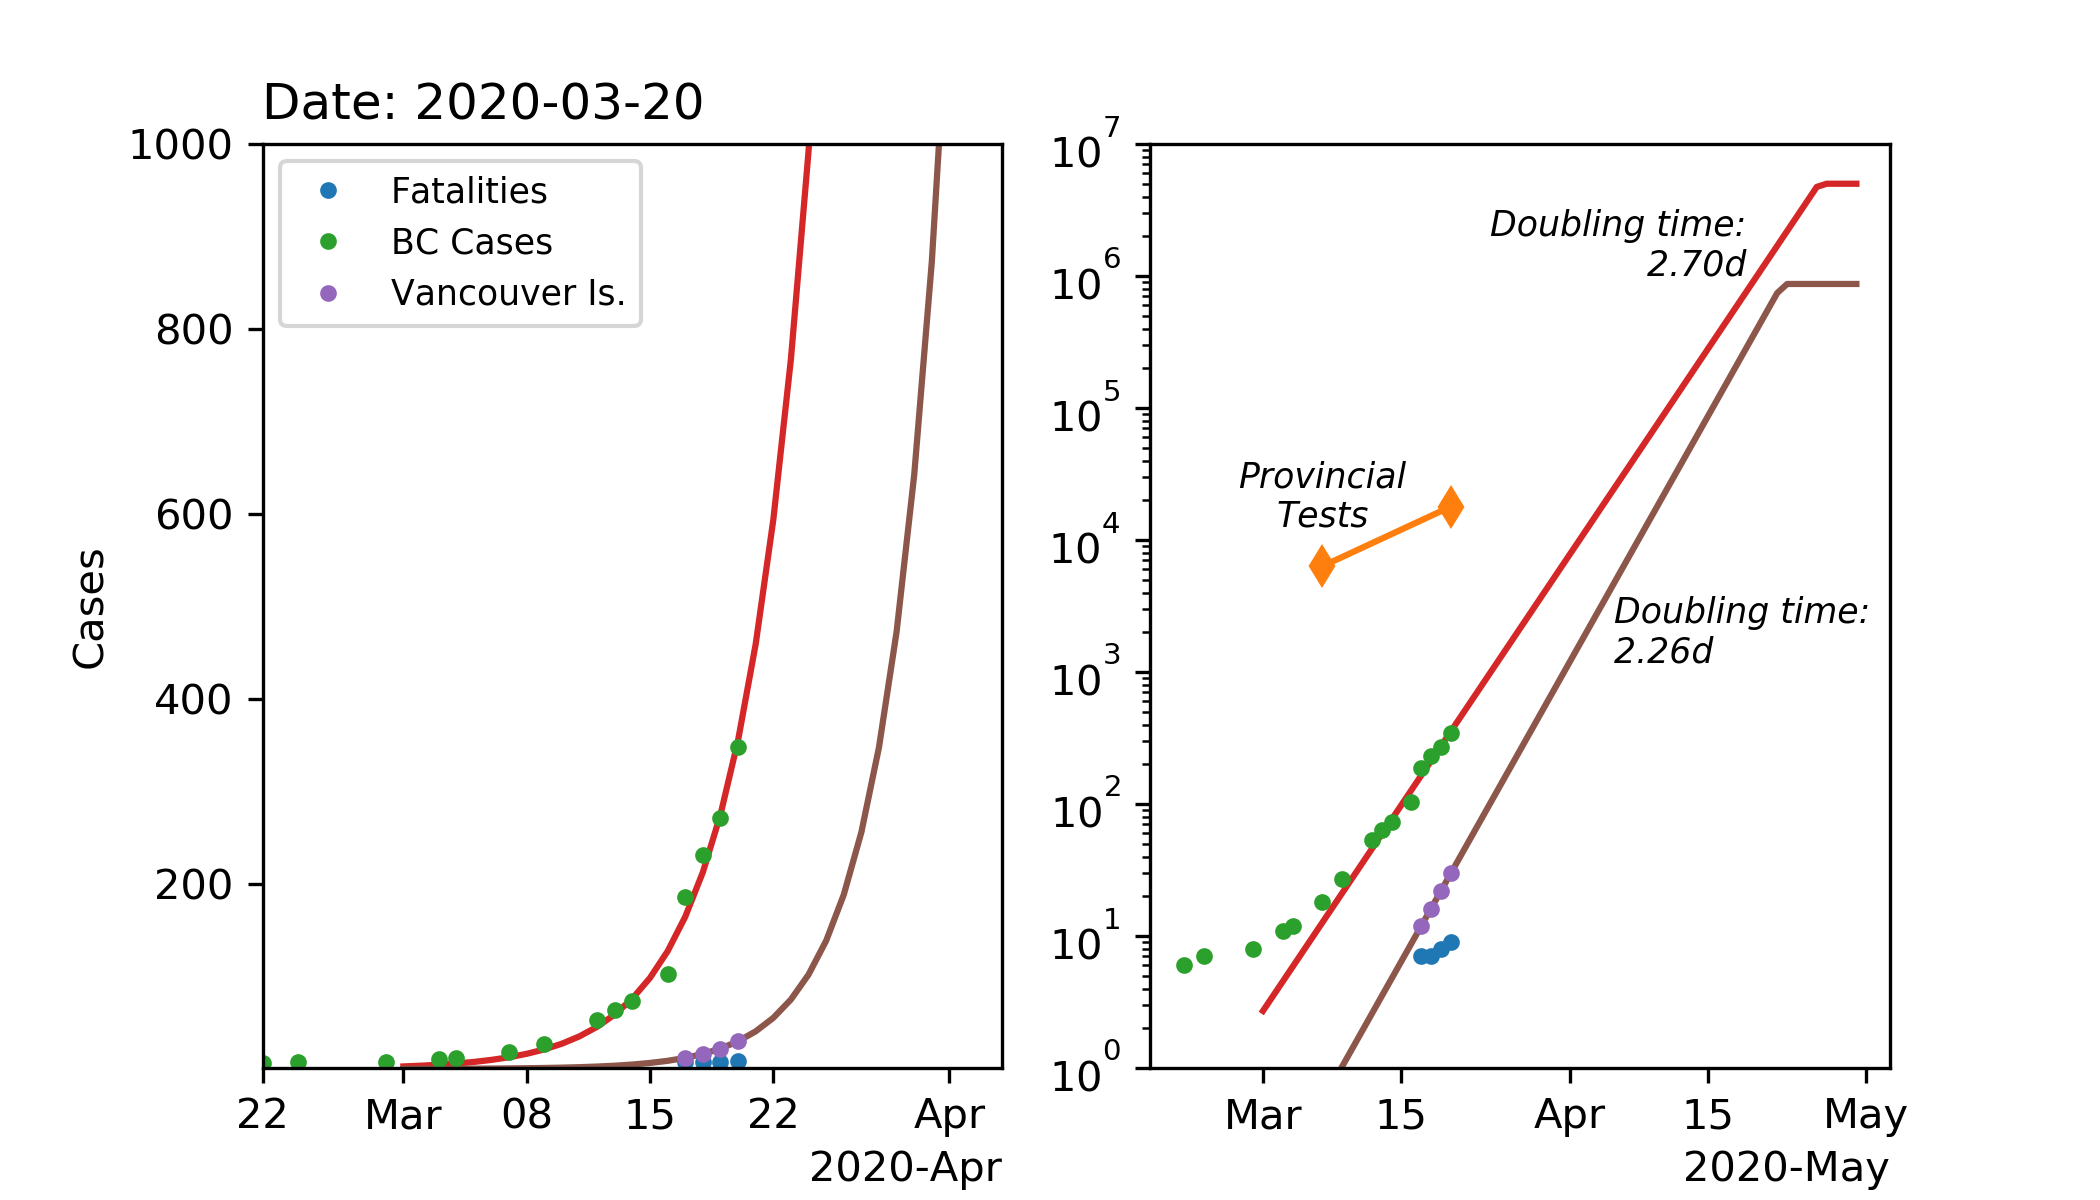 Date: 2020-03-20
Cases
1000
800
600
400
200
Fatalities
BC Cases
Vancouver Is.
22 Mar 08 15 22 Apr
2020-Apr
10^7
10^6
10^5
10^4
10^3
10^2
10^1
10^0
Doubling time:
2.70d
Provincial
Tests
Doubling time:
2.26d
Mar 15 Apr 15 May
2020-May